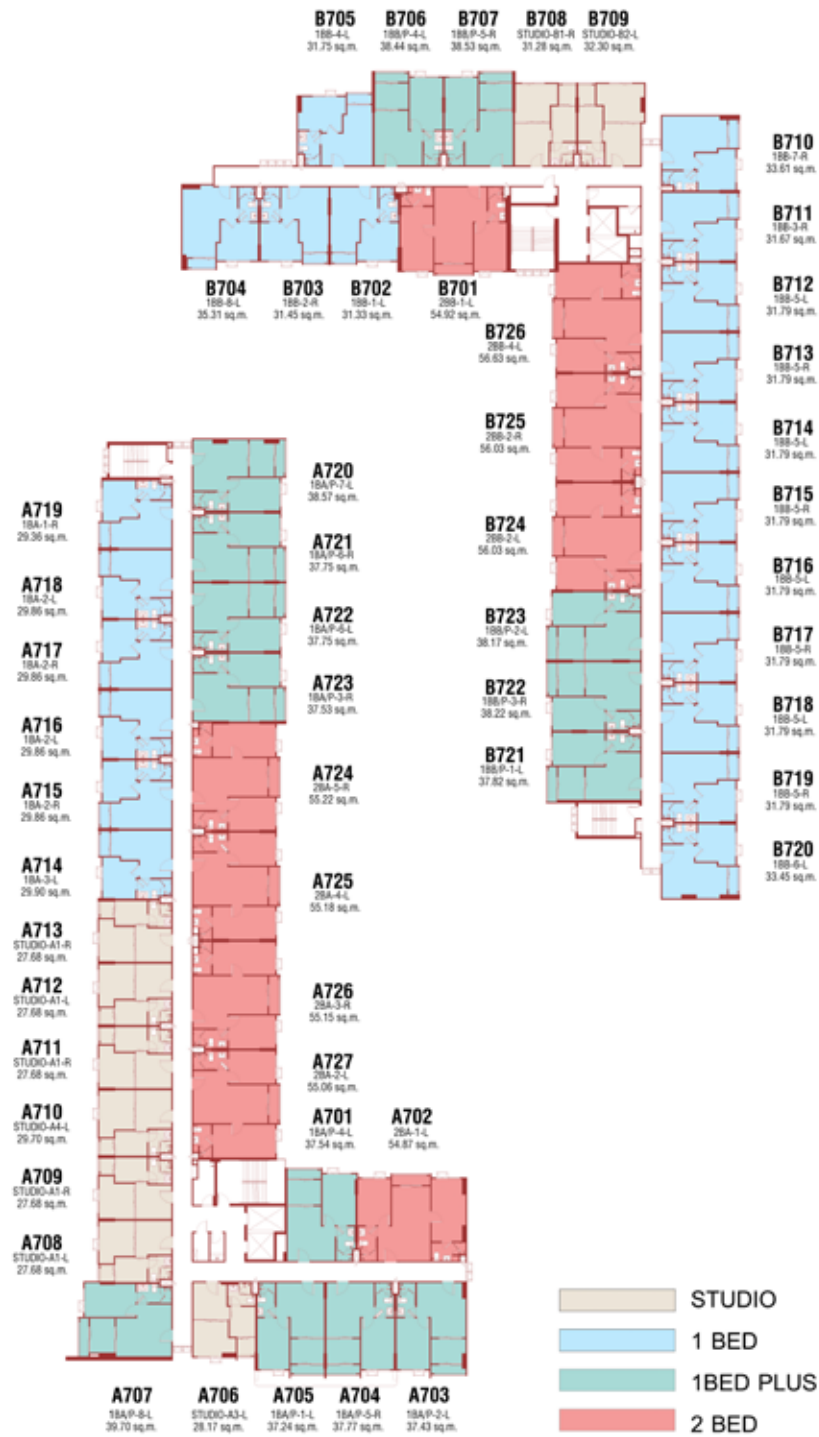 B705
1BB-4-L
31.75 sq.m.
B706
1BB/P-4-L
38.44 sq.m.
B707
1BB/P-5-R
38.53 sq.m.
B708
STUDIO-B1-R
31.28 sq.m.
B709
STUDIO-B2-L
32.30 sq.m.
B710
1BB-7-R
33.61 sq.m.
B711
1BB-3-R
31.67 sq.m.
B712
1BB-5-L
31.79 sq.m.
B713
1BB-5-R
31.79 sq.m.
B714
1BB-5-L
31.79 sq.m.
B715
1BB-5-R
31.79 sq.m.
B716
1BB-5-L
31.79 sq.m.
B717
1BB-5-R
31.79 sq.m.
B718
1BB-5-L
31.79 sq.m.
B719
1BB-5-R
31.79 sq.m.
B720
1BB-6-L
33.45 sq.m.
B704
1BB-8-L
35.31 sq.m.
B703
1BB-2-R
31.45 sq.m.
B702
1BB-1-L
31.33 sq.m.
B701
2BB-1-L
54.92 sq.m.
B726
2BB-4-L
56.63 sq.m.
B725
2BB-2-R
56.03 sq.m.
B724
2BB-2-L
56.03 sq.m.
B723
1BB/P-2-L
38.17 sq.m.
B722
1BB/P-3-R
38.22 sq.m.
B721
1BB/P-1-L
37.82 sq.m.
A720
1BA/P-7-L
38.57 sq.m.
A721
1BA/P-6-R
37.75 sq.m.
A722
1BA/P-6-L
37.75 sq.m.
A723
1BA/P-3-R
37.53 sq.m.
A724
2BA-5-R
55.22 sq.m.
A725
2BA-4-L
55.18 sq.m.
A726
2BA-3-R
55.15 sq.m.
A727
2BA-2-L
55.06 sq.m.
A701
1BA/P-4-L
37.54 sq.m.
A702
2BA-1-L
54.87 sq.m.
A719
1BA-1-R
29.36 sq.m.
A718
1BA-2-L
29.86 sq.m.
A717
1BA-2-R
29.86 sq.m.
A716
1BA-2-L
29.86 sq.m.
A715
1BA-2-R
29.86 sq.m.
A714
1BA-3-L
29.90 sq.m.
A713
STUDIO-A1-R
27.68 sq.m.
A712
STUDIO-A1-L
27.68 sq.m.
A711
STUDIO-A1-R
27.68 sq.m.
A710
STUDIO-A4-L
29.70 sq.m.
A709
STUDIO-A1-R
27.68 sq.m.
A708
STUDIO-A1-L
27.68 sq.m.
A707
1BA/P-8-L
39.70 sq.m.
A706
STUDIO-A3-L
28.17 sq.m.
A705
1BA/P-1-L
37.24 sq.m.
A704
1BA/P-5-R
37.77 sq.m.
A703
1BA/P-2-L
37.43 sq.m.
STUDIO
1 BED
1BED PLUS
2 BED